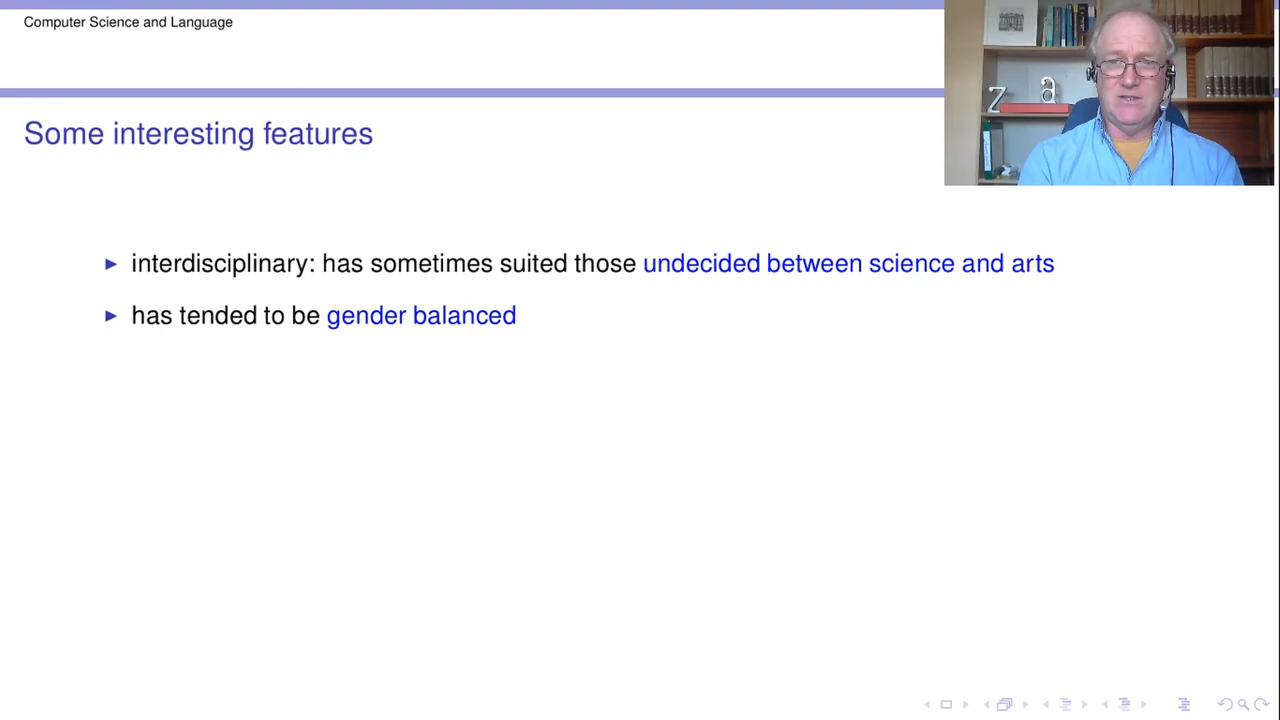 Computer Science and Language
Some interesting features
interdisciplinary: has sometimes suited those undecided between science and arts
has tended to be gender balanced
z
a